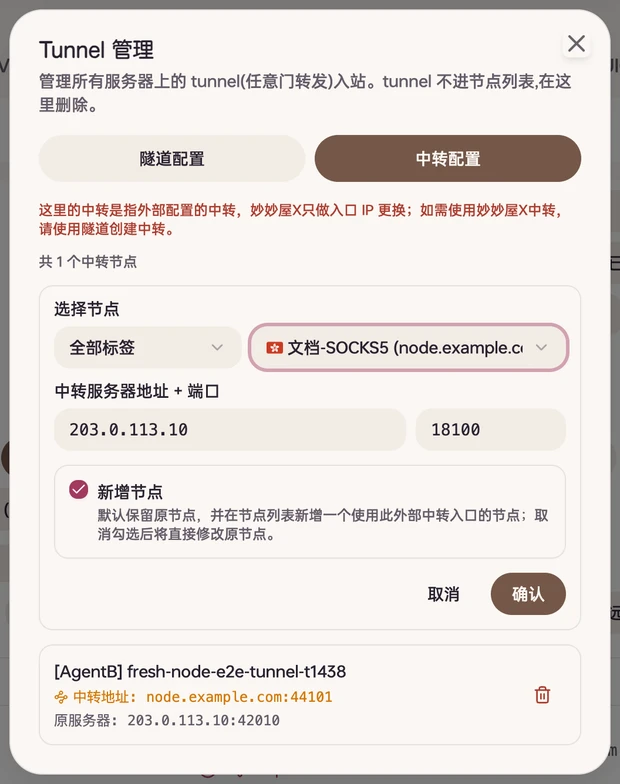 Tunnel 管理
管理所有服务器上的 tunnel(任意门转发)入站。tunnel 不进节点列表,在这
里删除。
隧道配置
中转配置
这里的中转是指外部配置的中转，妙妙屋X只做入口 IP 更换；如需使用妙妙屋X中转，
请使用隧道创建中转。
共 1 个中转节点
选择节点
全部标签
文档-SOCKS5 (node.example.co
中转服务器地址 + 端口
203.0.113.10
18100
新增节点
默认保留原节点，并在节点列表新增一个使用此外部中转入口的节点；取
消勾选后将直接修改原节点。
取消
确认
[AgentB] fresh-node-e2e-tunnel-t1438
中转地址: node.example.com:44101
原服务器: 203.0.113.10:42010